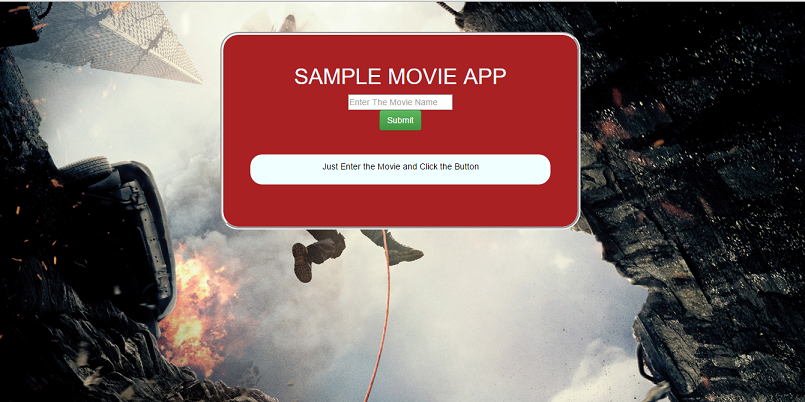 SAMPLE MOVIE APP
Enter The Movie Name
Submit
Just Enter the Movie and Click the Button